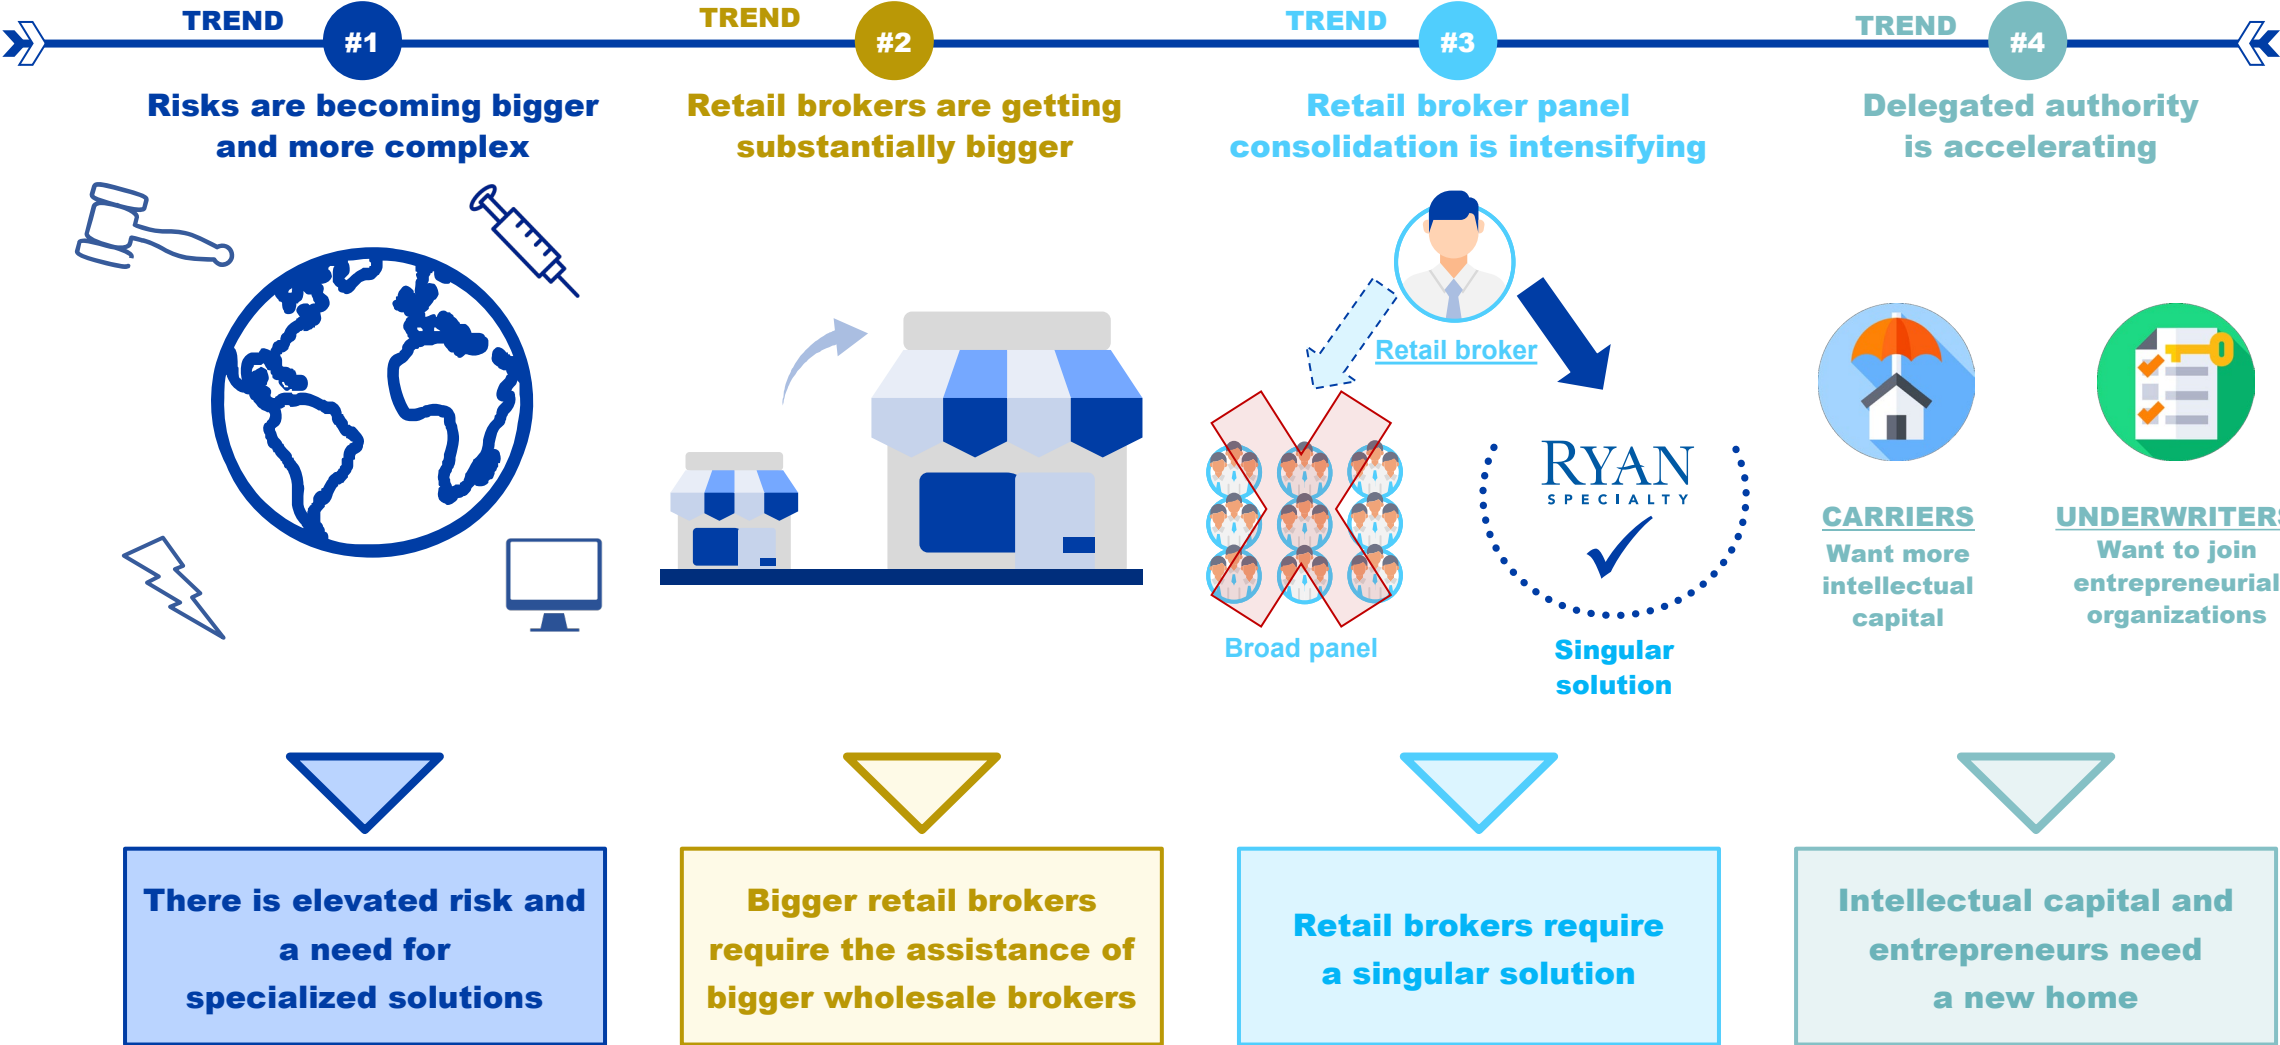 TREND
#1
Risks are becoming bigger
and more complex
There is elevated risk and
a need for
specialized solutions
TREND
#2
Retail brokers are getting
substantially bigger
Bigger retail brokers
require the assistance of
bigger wholesale brokers
TREND
#3
Retail broker panel
consolidation is intensifying
Retail broker
Broad panel
RYAN
SPECIALTY
Singular
solution
Retail brokers require
a singular solution
TREND
#4
Delegated authority
is accelerating
CARRIERS
Want more
intellectual
capital
UNDERWRITERS
Want to join
entrepreneurial
organizations
Intellectual capital and
entrepreneurs need
a new home